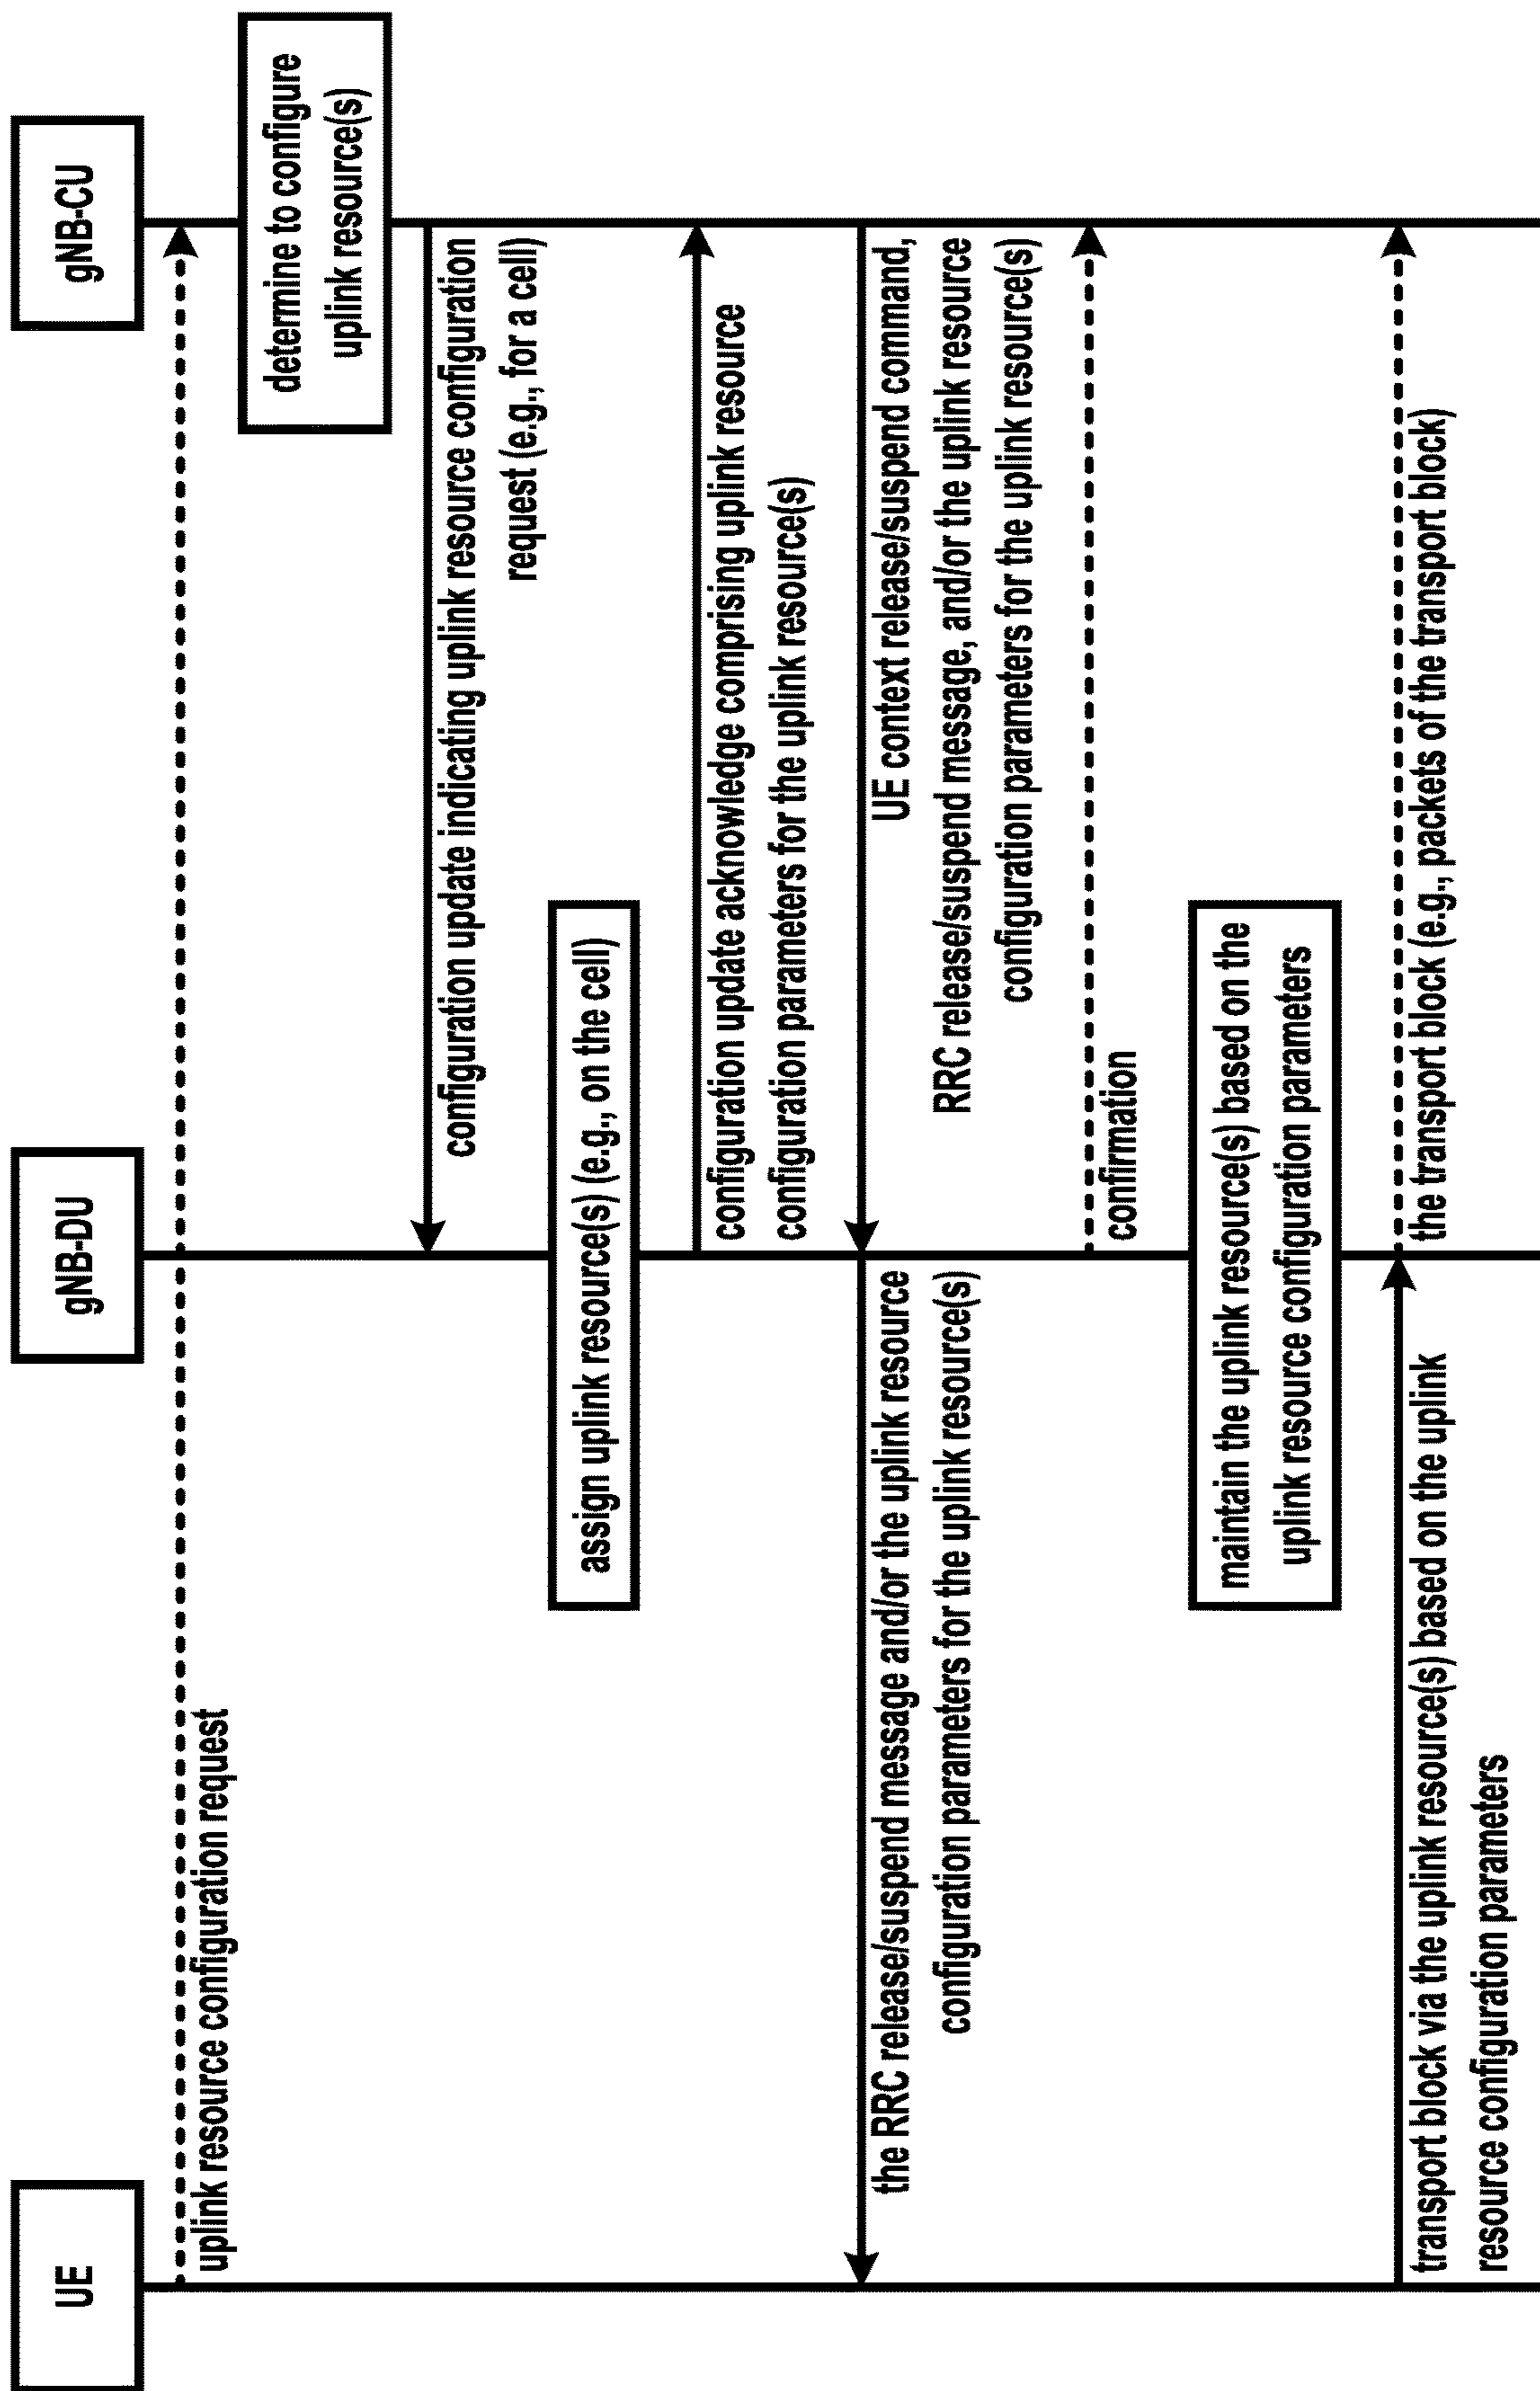 UE
gNB-DU
gNB-CU
uplink resource configuration request
determine to configure
uplink resource(s)
configuration update indicating uplink resource configuration
request (e.g., for a cell)
assign uplink resource(s) (e.g., on the cell)
configuration update acknowledge comprising uplink resource
configuration parameters for the uplink resource(s)
UE context release/suspend command,
RRC release/suspend message, and/or the uplink resource
configuration parameters for the uplink resource(s)
the RRC release/suspend message and/or the uplink resource
configuration parameters for the uplink resource(s)
confirmation
maintain the uplink resource(s) based on the
uplink resource configuration parameters
transport block via the uplink resource(s) based on the uplink
resource configuration parameters
the transport block (e.g., packets of the transport block)